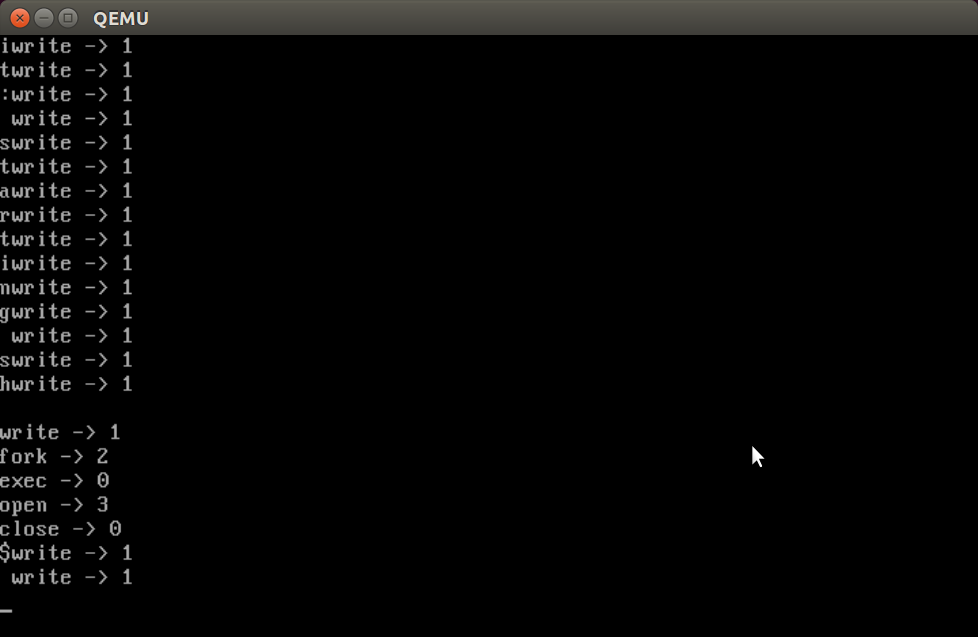 QEMU
iwrite -> 1
twrite -> 1
:write -> 1
 write -> 1
swrite -> 1
twrite -> 1
awrite -> 1
rwrite -> 1
twrite -> 1
iwrite -> 1
nwrite -> 1
gwrite -> 1
 write -> 1
swrite -> 1
hwrite -> 1

write -> 1
fork -> 2
exec -> 0
open -> 3
close -> 0
$write -> 1
 write -> 1
_